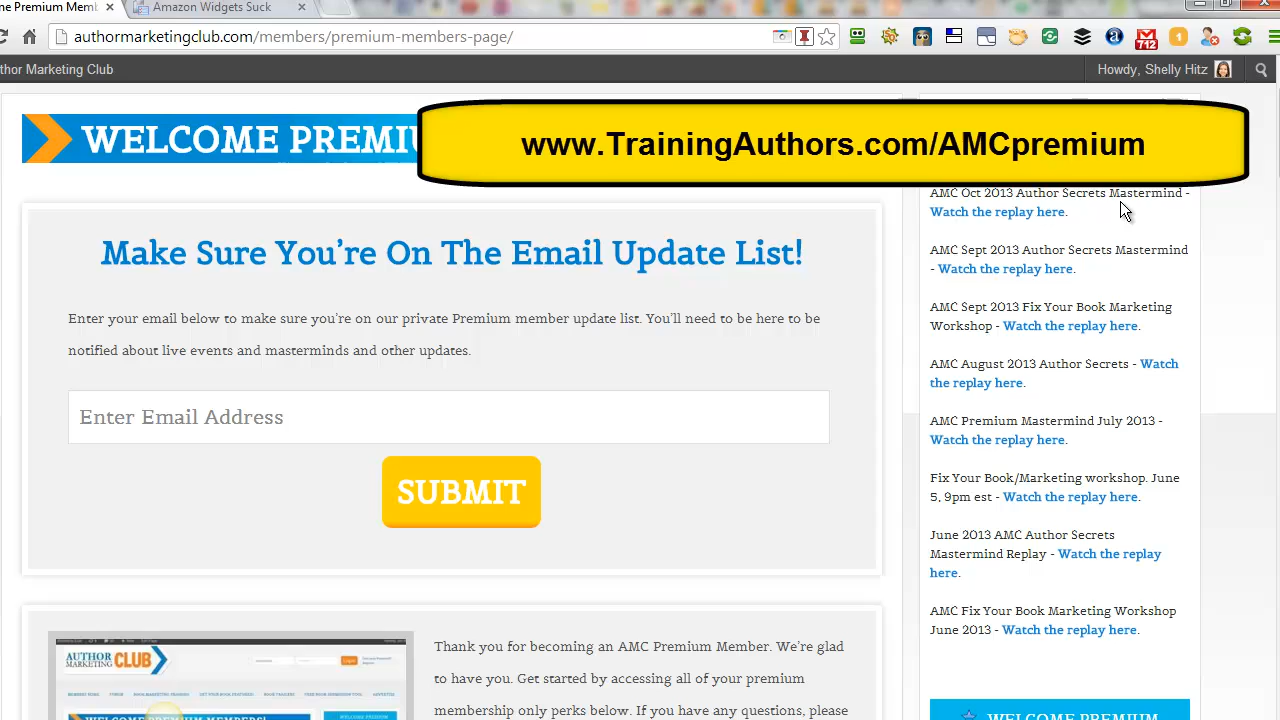 me Premium Memb
Amazon Widgets Suck
authormarketingclub.com/members/premium-members-page/
712
thor Marketing Club
Howdy, Shelly Hitz
WELCOME PREMIU
www.TrainingAuthors.com/AMCpremium
Make Sure You're On The Email Update List!
Enter your email below to make sure you're on our private Premium member update list. You'll need to be here to be
notified about live events and masterminds and other updates.
Enter Email Address
SUBMIT
Thank you for becoming an AMC Premium Member. We're glad
to have you. Get started by accessing all of your premium
membership only perks below. If you have any questions, please
AUTHOR
MARKETING CLUB
WELCOME PREMIUM MEMBERS!
AMC Oct 2013 Author Secrets Mastermind -
Watch the replay here.
AMC Sept 2013 Author Secrets Mastermind
- Watch the replay here.
AMC Sept 2013 Fix Your Book Marketing
Workshop - Watch the replay here.
AMC August 2013 Author Secrets - Watch
the replay here.
AMC Premium Mastermind July 2013 -
Watch the replay here.
Fix Your Book/Marketing workshop. June
5, 9pm est - Watch the replay here.
June 2013 AMC Author Secrets
Mastermind Replay - Watch the replay
here.
AMC Fix Your Book Marketing Workshop
June 2013 - Watch the replay here.
WELCOME PREMIUM